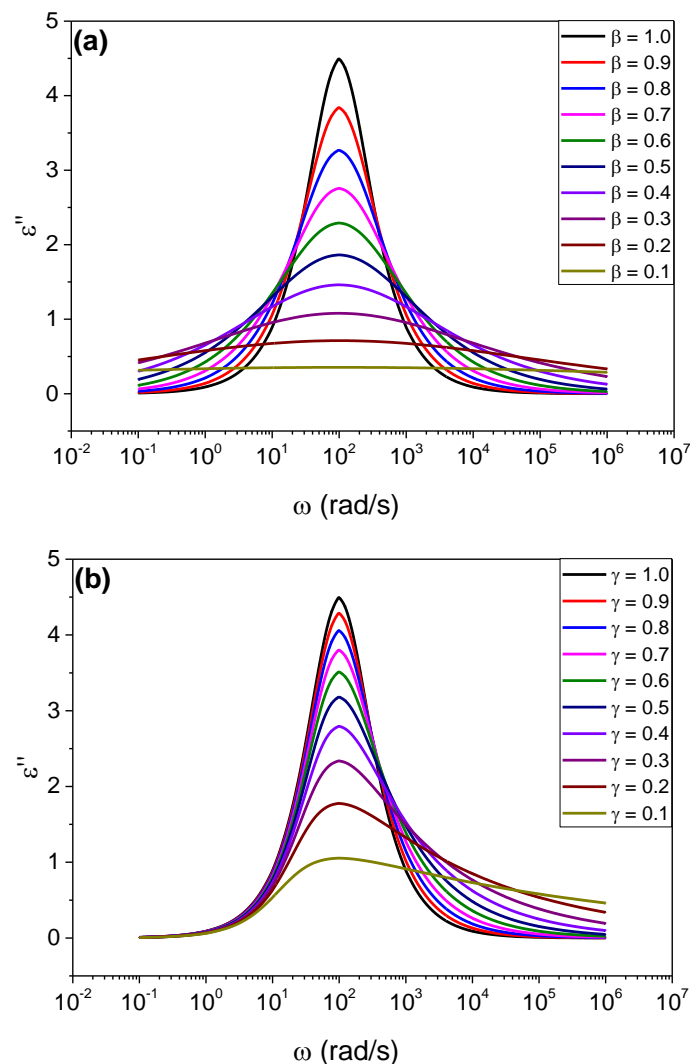 (a)
5
4
3
2
1
0
ε''
β = 1.0
β = 0.9
β = 0.8
β = 0.7
β = 0.6
β = 0.5
β = 0.4
β = 0.3
β = 0.2
β = 0.1
10⁻² 10⁻¹ 10⁰ 10¹ 10² 10³ 10⁴ 10⁵ 10⁶ 10⁷
ω (rad/s)
(b)
5
4
3
2
1
0
ε''
γ = 1.0
γ = 0.9
γ = 0.8
γ = 0.7
γ = 0.6
γ = 0.5
γ = 0.4
γ = 0.3
γ = 0.2
γ = 0.1
10⁻² 10⁻¹ 10⁰ 10¹ 10² 10³ 10⁴ 10⁵ 10⁶ 10⁷
ω (rad/s)